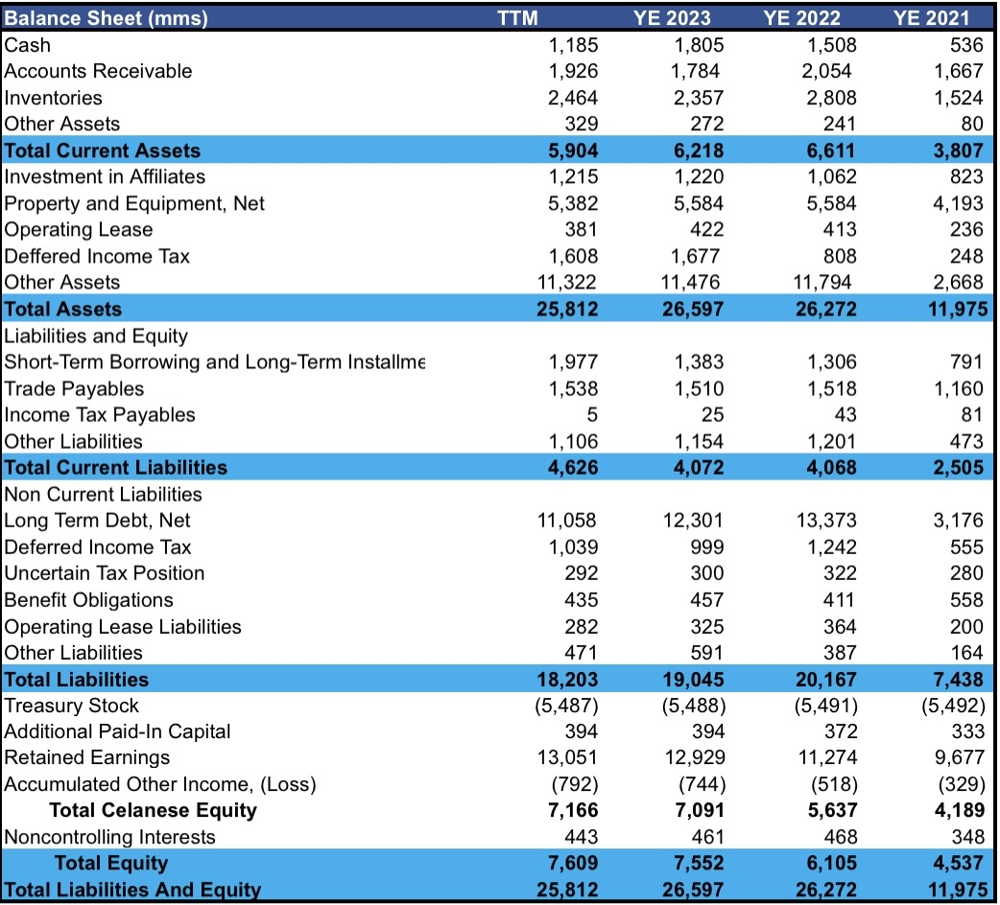 Balance Sheet (mms) TTM YE 2023 YE 2022 YE 2021
Cash 1,185 1,805 1,508 536
Accounts Receivable 1,926 1,784 2,054 1,667
Inventories 2,464 2,357 2,808 1,524
Other Assets 329 272 241 80
Total Current Assets 5,904 6,218 6,611 3,807
Investment in Affiliates 1,215 1,220 1,062 823
Property and Equipment, Net 5,382 5,584 5,584 4,193
Operating Lease 381 422 413 236
Deffered Income Tax 1,608 1,677 808 248
Other Assets 11,322 11,476 11,794 2,668
Total Assets 25,812 26,597 26,272 11,975
Liabilities and Equity
Short-Term Borrowing and Long-Term Installme 1,977 1,383 1,306 791
Trade Payables 1,538 1,510 1,518 1,160
Income Tax Payables 5 25 43 81
Other Liabilities 1,106 1,154 1,201 473
Total Current Liabilities 4,626 4,072 4,068 2,505
Non Current Liabilities
Long Term Debt, Net 11,058 12,301 13,373 3,176
Deferred Income Tax 1,039 999 1,242 555
Uncertain Tax Position 292 300 322 280
Benefit Obligations 435 457 411 558
Operating Lease Liabilities 282 325 364 200
Other Liabilities 471 591 387 164
Total Liabilities 18,203 19,045 20,167 7,438
Treasury Stock (5,487) (5,488) (5,491) (5,492)
Additional Paid-In Capital 394 394 372 333
Retained Earnings 13,051 12,929 11,274 9,677
Accumulated Other Income, (Loss) (792) (744) (518) (329)
Total Celanese Equity 7,166 7,091 5,637 4,189
Noncontrolling Interests 443 461 468 348
Total Equity 7,609 7,552 6,105 4,537
Total Liabilities And Equity 25,812 26,597 26,272 11,975